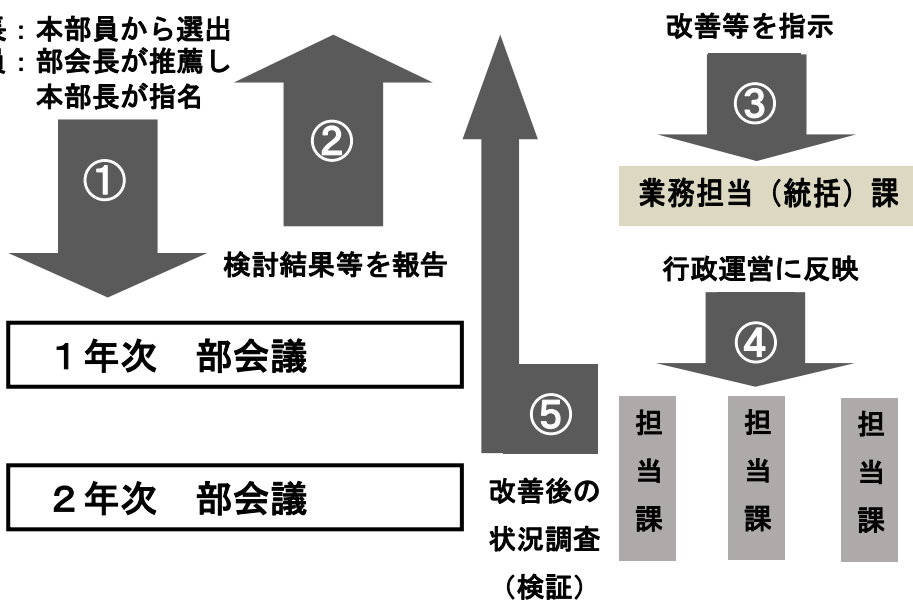 長：本部員から選出
員：部会長が推薦し
本部長が指名
①
②
検討結果等を報告
１年次　部会議
２年次　部会議
改善等を指示
③
業務担当（統括）課
行政運営に反映
④
担当課
担当課
担当課
⑤
改善後の
状況調査
（検証）